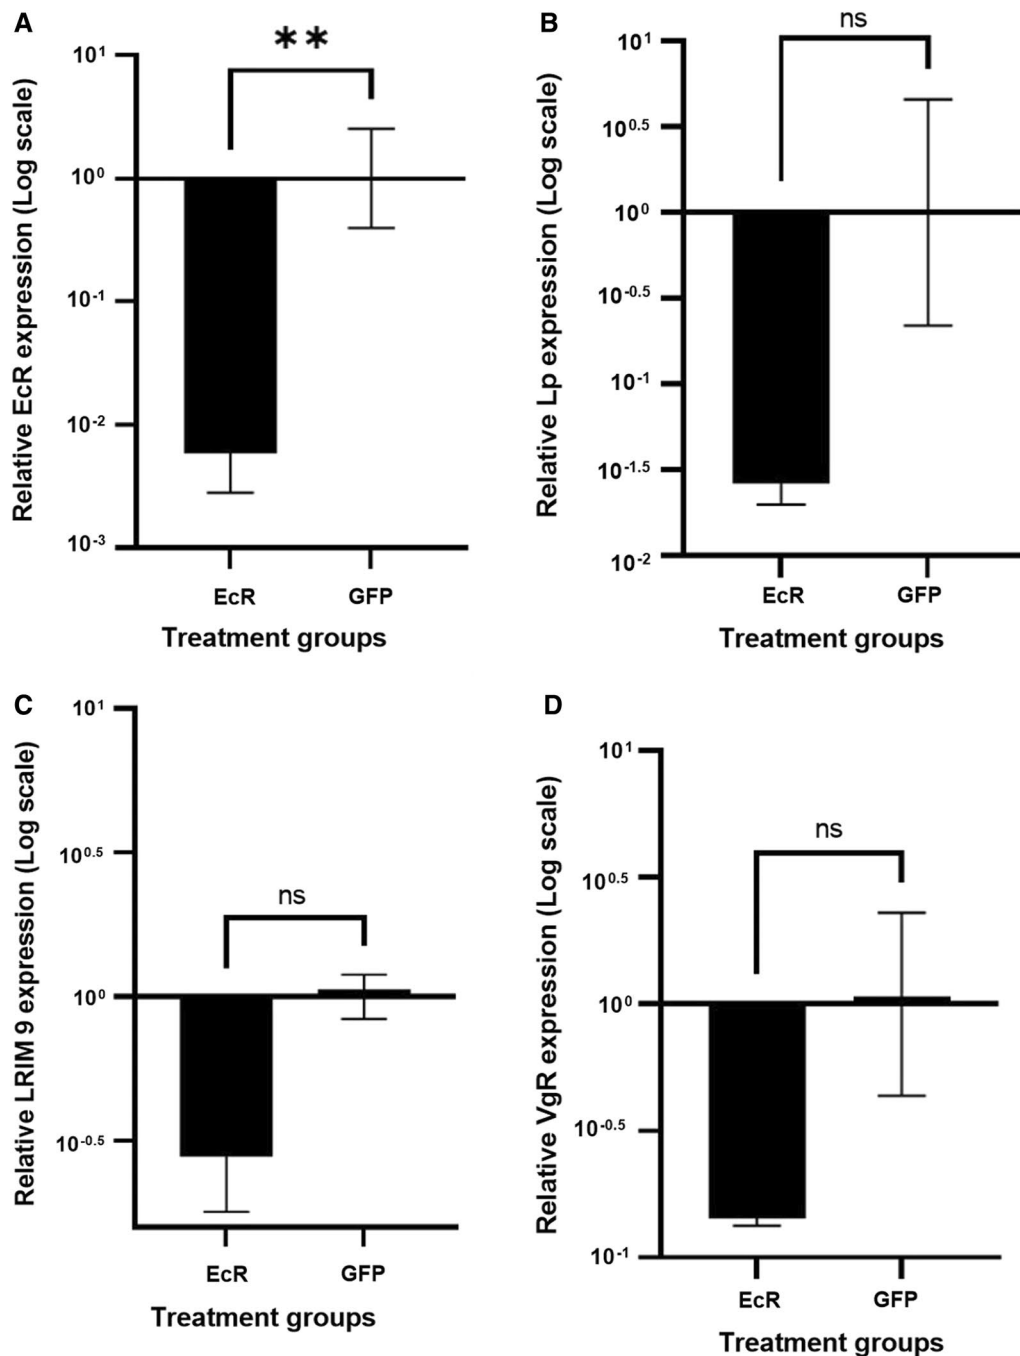 A
**
Relative EcR expression (Log scale)
10¹
10⁰
10⁻¹
10⁻²
10⁻³
EcR GFP
Treatment groups
B
ns
Relative Lp expression (Log scale)
10¹
10⁰·⁵
10⁰
10⁻⁰·⁵
10⁻¹
10⁻¹·⁵
10⁻²
EcR GFP
Treatment groups
C
ns
Relative LRIM 9 expression (Log scale)
10¹
10⁰·⁵
10⁰
10⁻⁰·⁵
EcR GFP
Treatment groups
D
ns
Relative VgR expression (Log scale)
10¹
10⁰·⁵
10⁰
10⁻⁰·⁵
10⁻¹
EcR GFP
Treatment groups